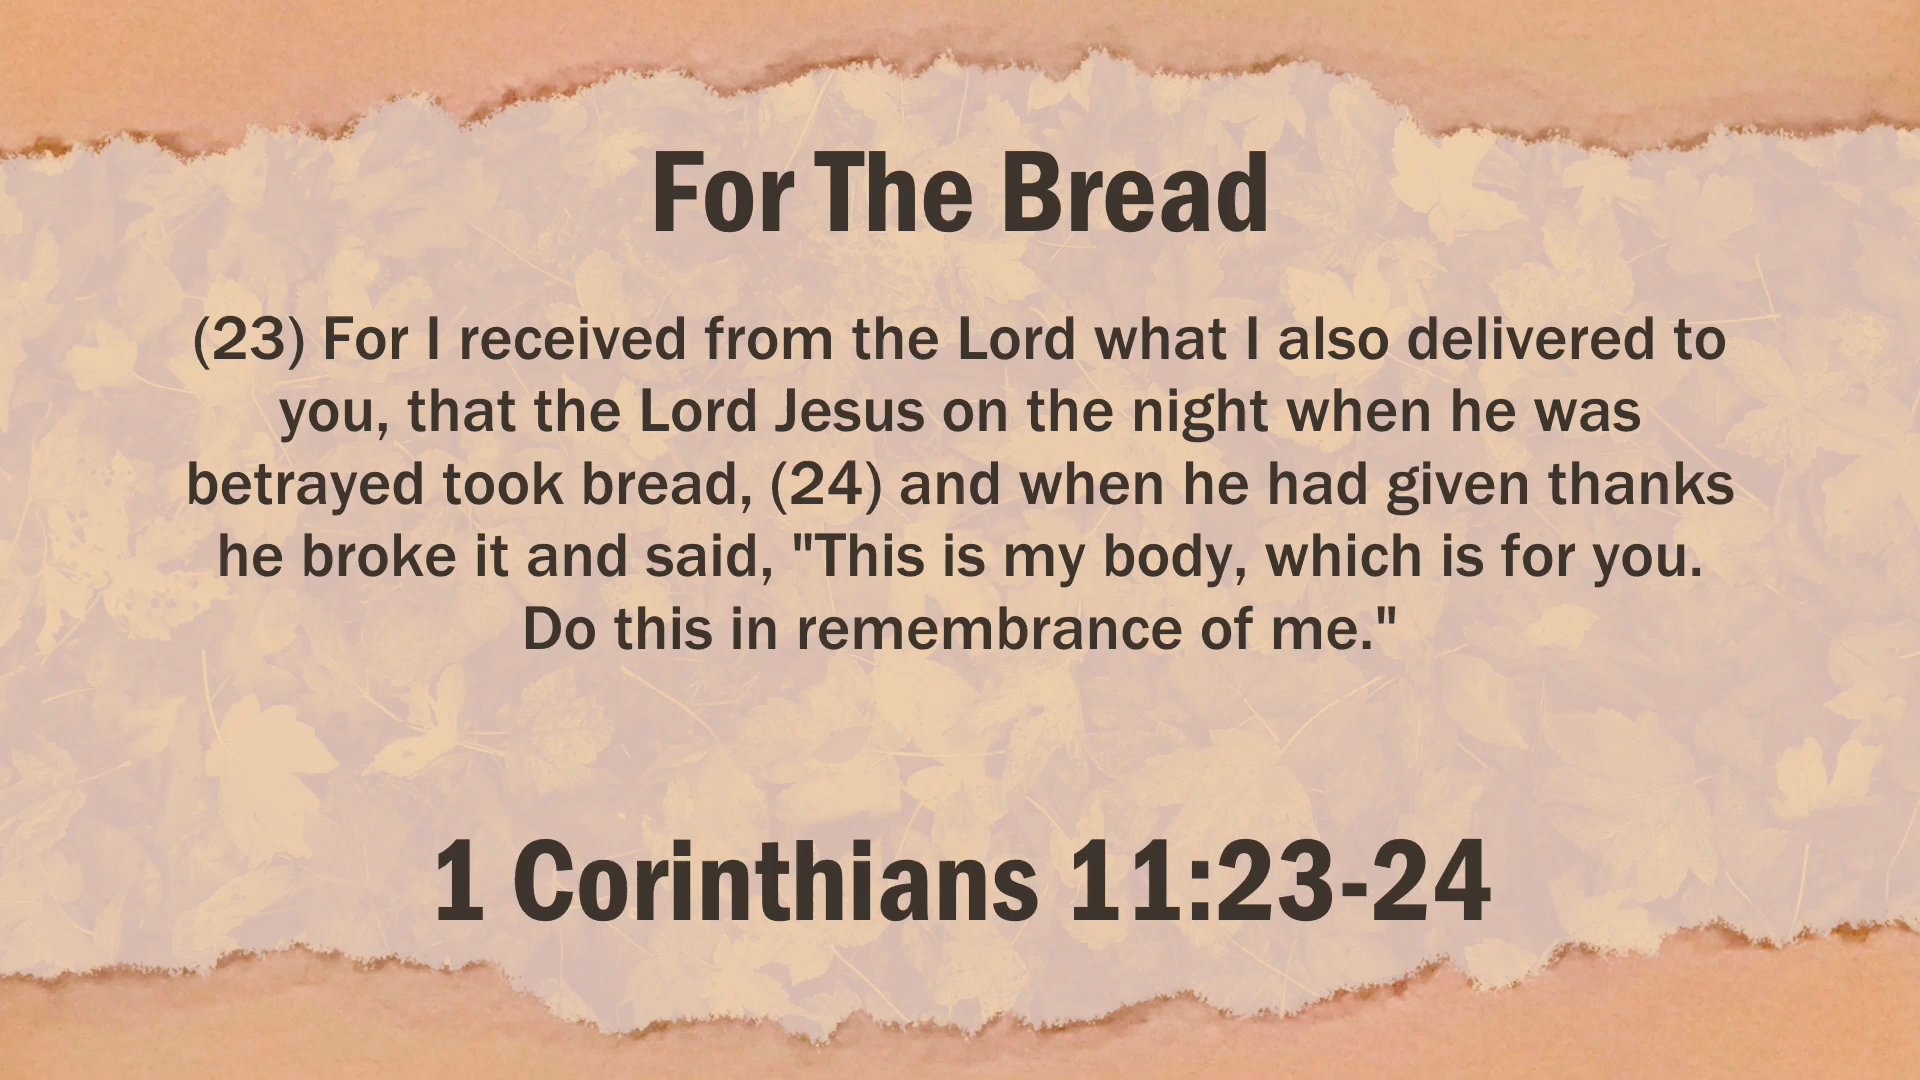 For The Bread
(23) For I received from the Lord what I also delivered to
you, that the Lord Jesus on the night when he was
betrayed took bread, (24) and when he had given thanks
he broke it and said, "This is my body, which is for you.
Do this in remembrance of me."
1 Corinthians 11:23-24